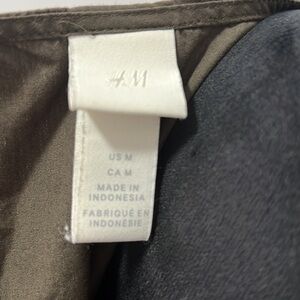 H&M
US M
CA M
MADE IN
INDONESIA
FABRIQUÉ EN
INDONÉSIE